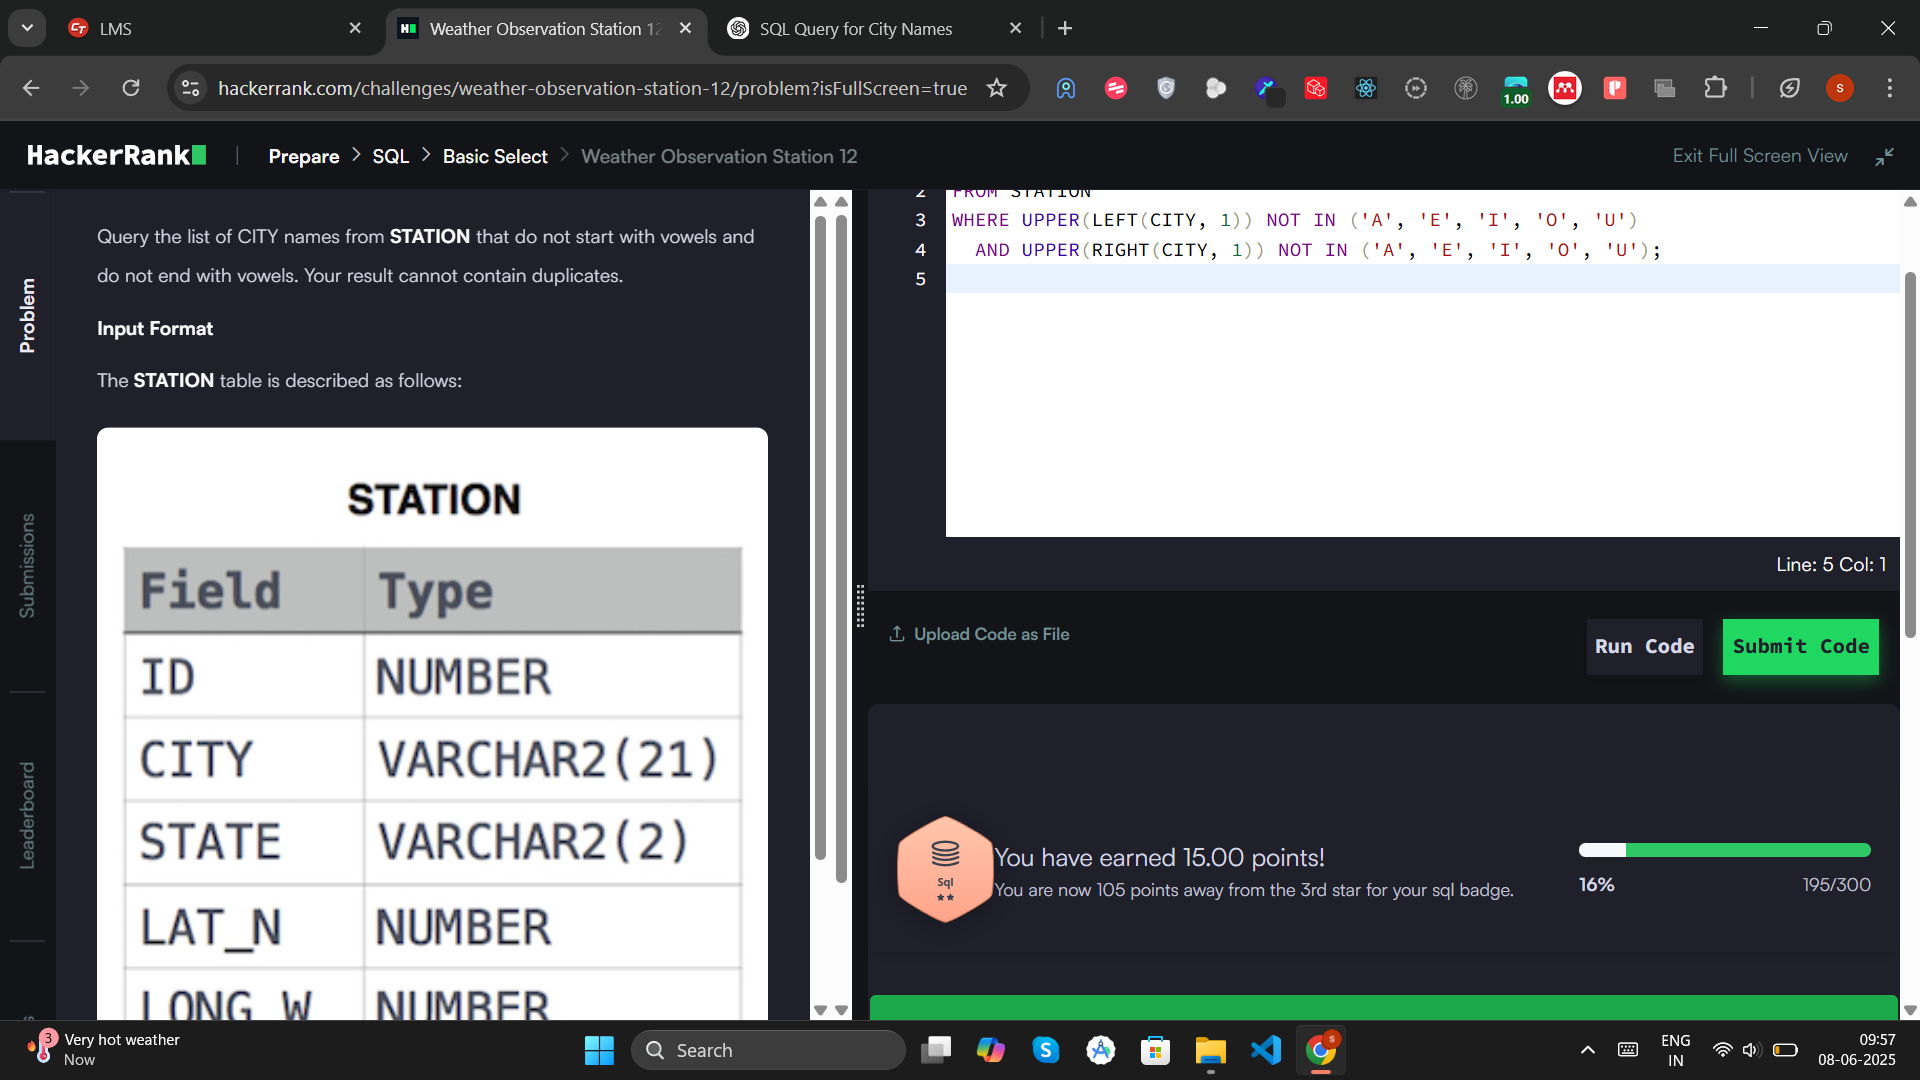 LMS
Weather Observation Station 12
SQL Query for City Names
hackerrank.com/challenges/weather-observation-station-12/problem?isFullScreen=true
1.00
S
HackerRank
Prepare > SQL > Basic Select > Weather Observation Station 12
Exit Full Screen View
Problem
Submissions
Leaderboard
Query the list of CITY names from STATION that do not start with vowels and
do not end with vowels. Your result cannot contain duplicates.
Input Format
The STATION table is described as follows:
STATION
Field Type
ID NUMBER
CITY VARCHAR2(21)
STATE VARCHAR2(2)
LAT_N NUMBER
LONG_W NUMBER
2 FROM STATION
3 WHERE UPPER(LEFT(CITY, 1)) NOT IN ('A', 'E', 'I', 'O', 'U')
4 AND UPPER(RIGHT(CITY, 1)) NOT IN ('A', 'E', 'I', 'O', 'U');
5
Line: 5 Col: 1
Upload Code as File
Run Code
Submit Code
Sql
You have earned 15.00 points!
You are now 105 points away from the 3rd star for your sql badge.
16% 195/300
3
Very hot weather
Now
Search
ENG
IN
09:57
08-06-2025